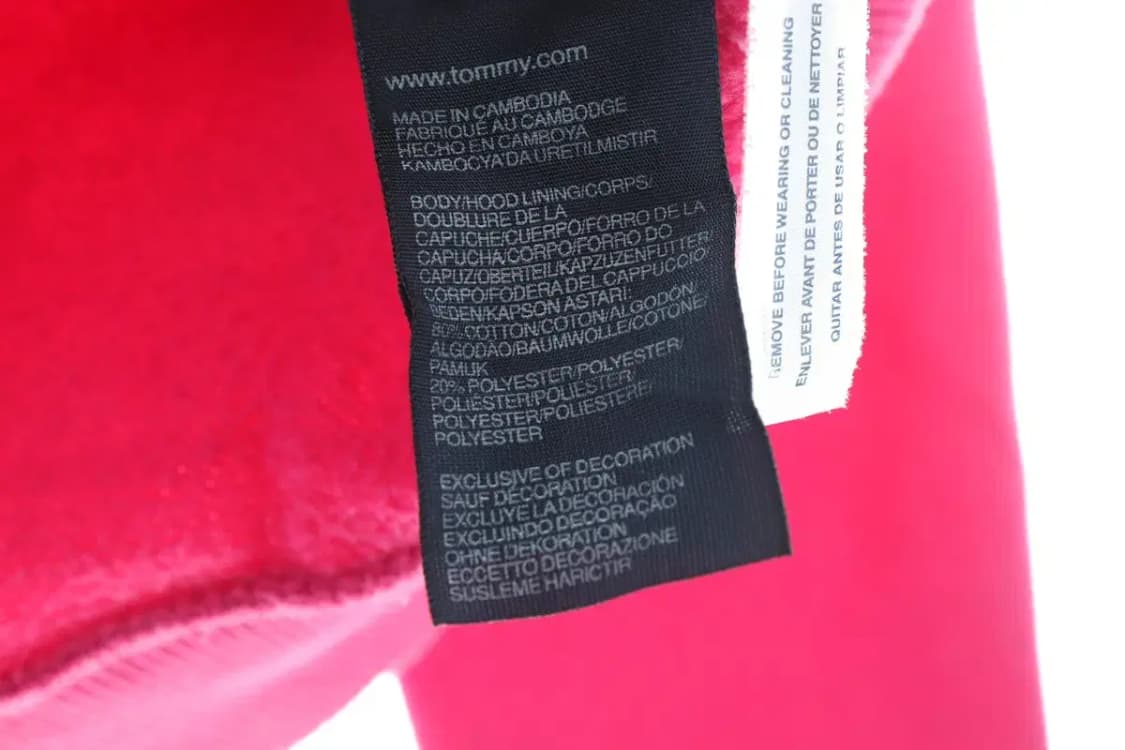 www.tommy.com
MADE IN CAMBODIA
FABRIQUÉ AU CAMBODGE
HECHO EN CAMBOYA
KAMBOÇYA'DA ÜRETILMISTIR
BODY/HOOD LINING/CORPS/
DOUBLURE DE LA
CAPUCHE/CUERPO/FORRO DE LA
CAPUCHA/CORPO/FORRO DO
CAPUZ/OBERTEIL/KAPZUZENFUTTER/
CORPO/FODERA DEL CAPPUCCIO
BEDEN/KAPSON ASTARI:
80% COTTON/COTON/ALGODÓN/
ALGODÃO/BAUMWOLLE/COTONE/
PAMUK
20% POLYESTER/POLYESTER/
POLIÉSTER/POLIÉSTER/
POLYESTER/POLIESTERE/
POLYESTER
EXCLUSIVE OF DECORATION
SAUF DÉCORATION
EXCLUYE LA DECORACIÓN
EXCLUINDO DECORAÇÃO
OHNE DEKORATION
ECCETTO DECORAZIONE
SÜSLEME HARIÇTIR
REMOVE BEFORE WEARING OR CLEANING
ENLEVER AVANT DE PORTER OU DE NETTOYER
QUITAR ANTES DE USAR O LIMPIAR